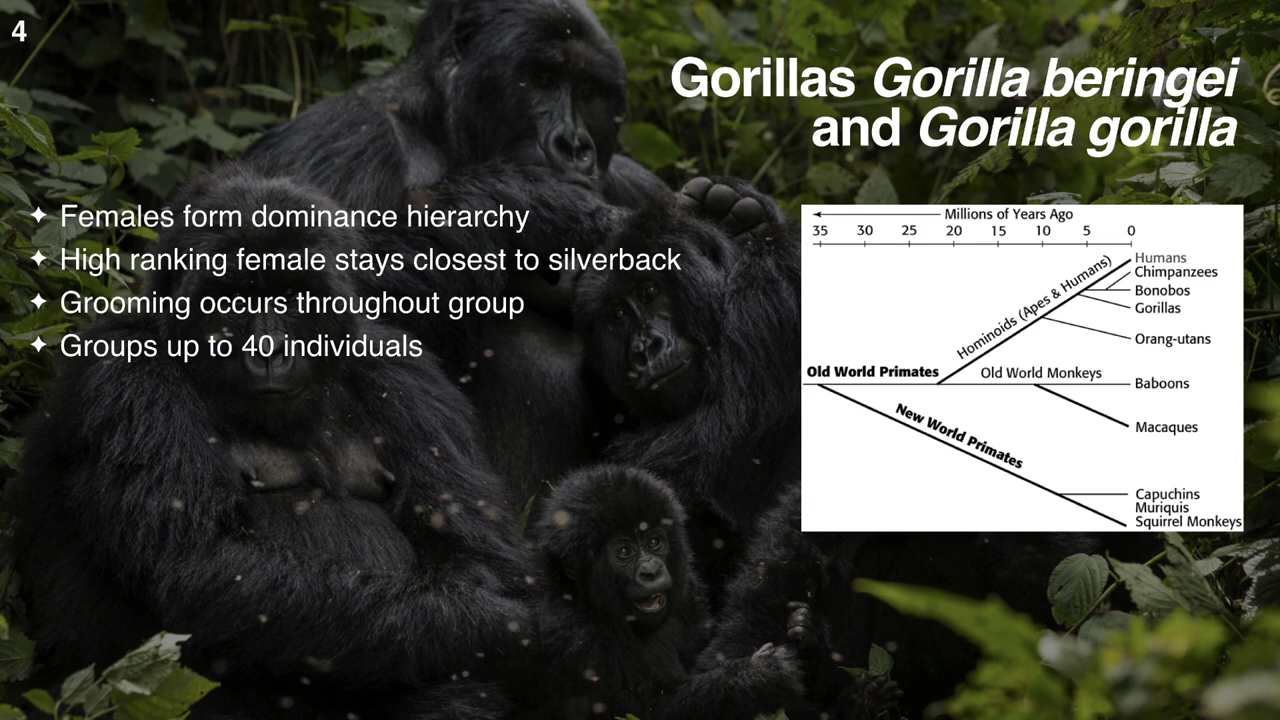 4
Gorillas Gorilla beringei
and Gorilla gorilla
✦ Females form dominance hierarchy
✦ High ranking female stays closest to silverback
✦ Grooming occurs throughout group
✦ Groups up to 40 individuals
Millions of Years Ago
35 30 25 20 15 10 5 0
Humans
Chimpanzees
Bonobos
Gorillas
Orang-utans
Hominoids (Apes & Humans)
Old World Primates
Old World Monkeys
Baboons
Macaques
New World Primates
Capuchins
Muriquis
Squirrel Monkeys